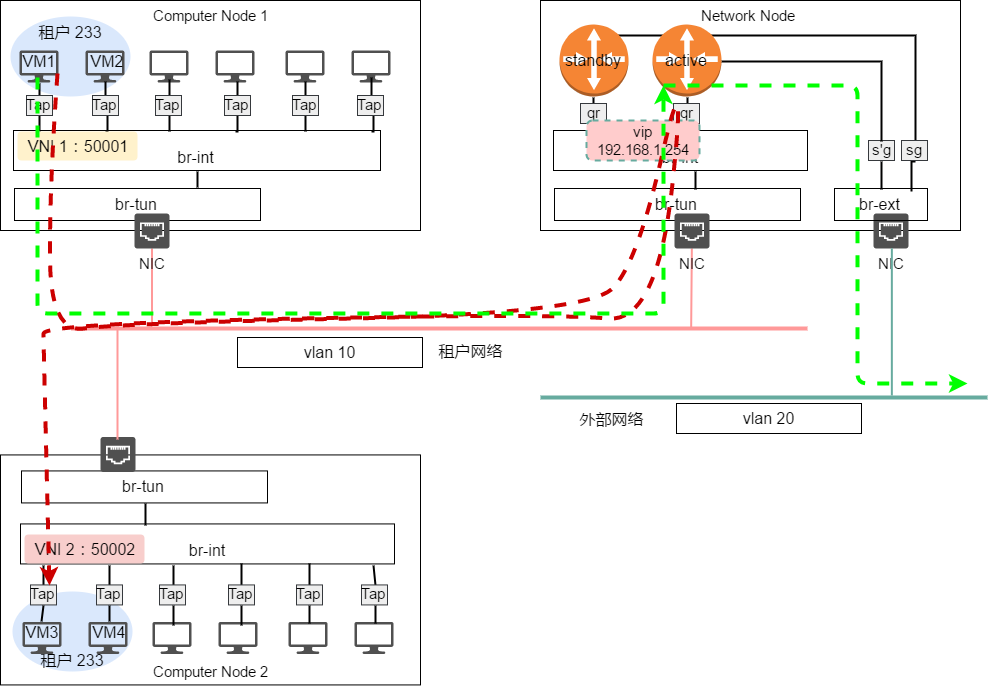 Computer Node 1
租户 233
VM1
VM2
Tap
Tap
Tap
Tap
Tap
Tap
VNI 1：50001
br-int
br-tun
NIC
Network Node
standby
active
qr
qr
vip
192.168.1.254
br-tun
s'g
sg
br-ext
NIC
NIC
vlan 10
租户网络
外部网络
vlan 20
br-tun
VNI 2：50002
br-int
Tap
Tap
Tap
Tap
Tap
Tap
VM3
VM4
租户 233
Computer Node 2